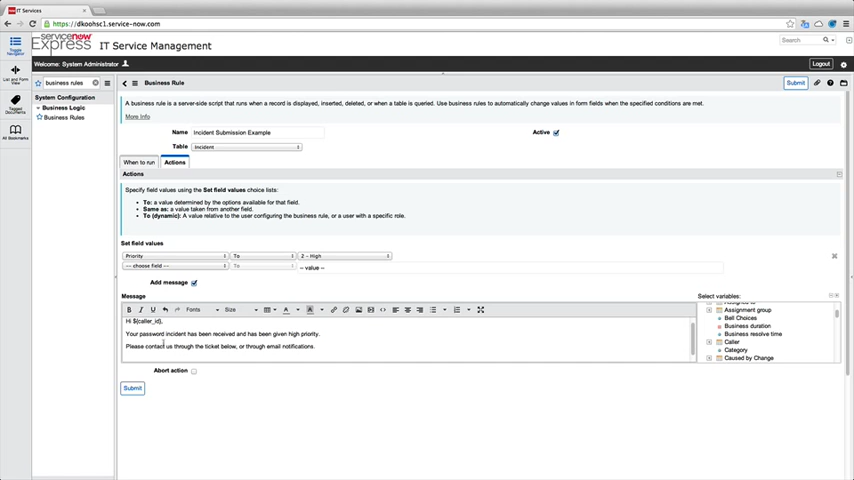 IT Services
https://dkoohsc1.service-now.com
servicenow
Express
IT Service Management
Search
Welcome: System Administrator
Logout
Toggle
Navigator
List and Form
View
Tagged
Documents
All Bookmarks
business rules
System Configuration
Business Logic
Business Rules
Business Rule
Submit
A business rule is a server-side script that runs when a record is displayed, inserted, deleted, or when a table is queried. Use business rules to automatically change values in form fields when the specified conditions are met.
More Info
Name
Incident Submission Example
Active
Table
Incident
When to run
Actions
Actions
Specify field values using the Set field values choice lists:
• To: a value determined by the options available for that field.
• Same as: a value taken from another field.
• To (dynamic): A value relative to the user configuring the business rule, or a user with a specific role.
Set field values
Priority
To
2 - High
-- choose field --
To
-- value --
Add message
Message
Select variables:
B I U
Fonts
Size
A
A
Hi ${caller_id},
Your password incident has been received and has been given high priority.
Please contact us through the ticket below, or through email notifications.
Assignment group
Bell Choices
Business duration
Business resolve time
Caller
Category
Caused by Change
Abort action
Submit